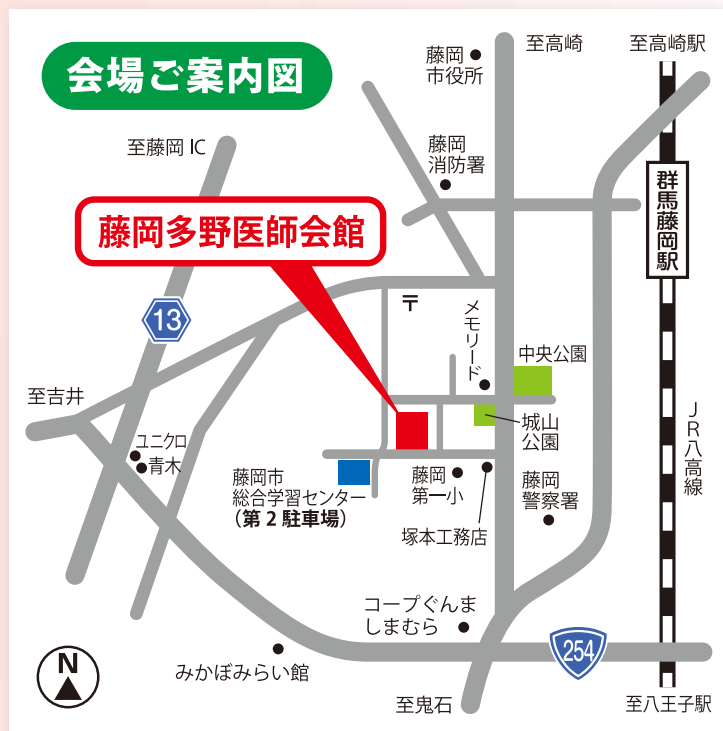 会場ご案内図
至高崎
至高崎駅
藤岡
市役所
至藤岡 IC
藤岡
消防署
群馬藤岡駅
藤岡多野医師会館
13
〒
メモリード
中央公園
至吉井
城山
公園
JR八高線
ユニクロ
青木
藤岡市
総合学習センター
(第2駐車場)
藤岡
第一小
藤岡
警察署
塚本工務店
コープぐんま
しまむら
254
みかぼみらい館
N
至鬼石
至八王子駅